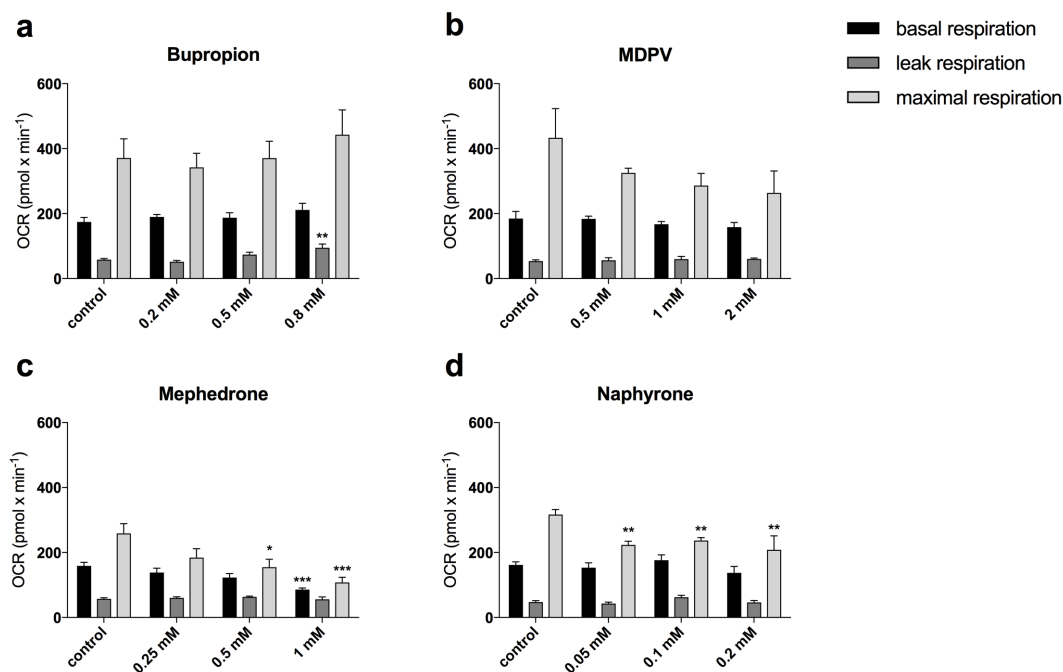 a
Bupropion
OCR (pmol x min-1)
600
400
200
0
**
control
0.2 mM
0.5 mM
0.8 mM
b
MDPV
OCR (pmol x min-1)
600
400
200
0
control
0.5 mM
1 mM
2 mM
basal respiration
leak respiration
maximal respiration
c
Mephedrone
OCR (pmol x min-1)
600
400
200
0
*
***
***
control
0.25 mM
0.5 mM
1 mM
d
Naphyrone
OCR (pmol x min-1)
600
400
200
0
**
**
**
control
0.05 mM
0.1 mM
0.2 mM